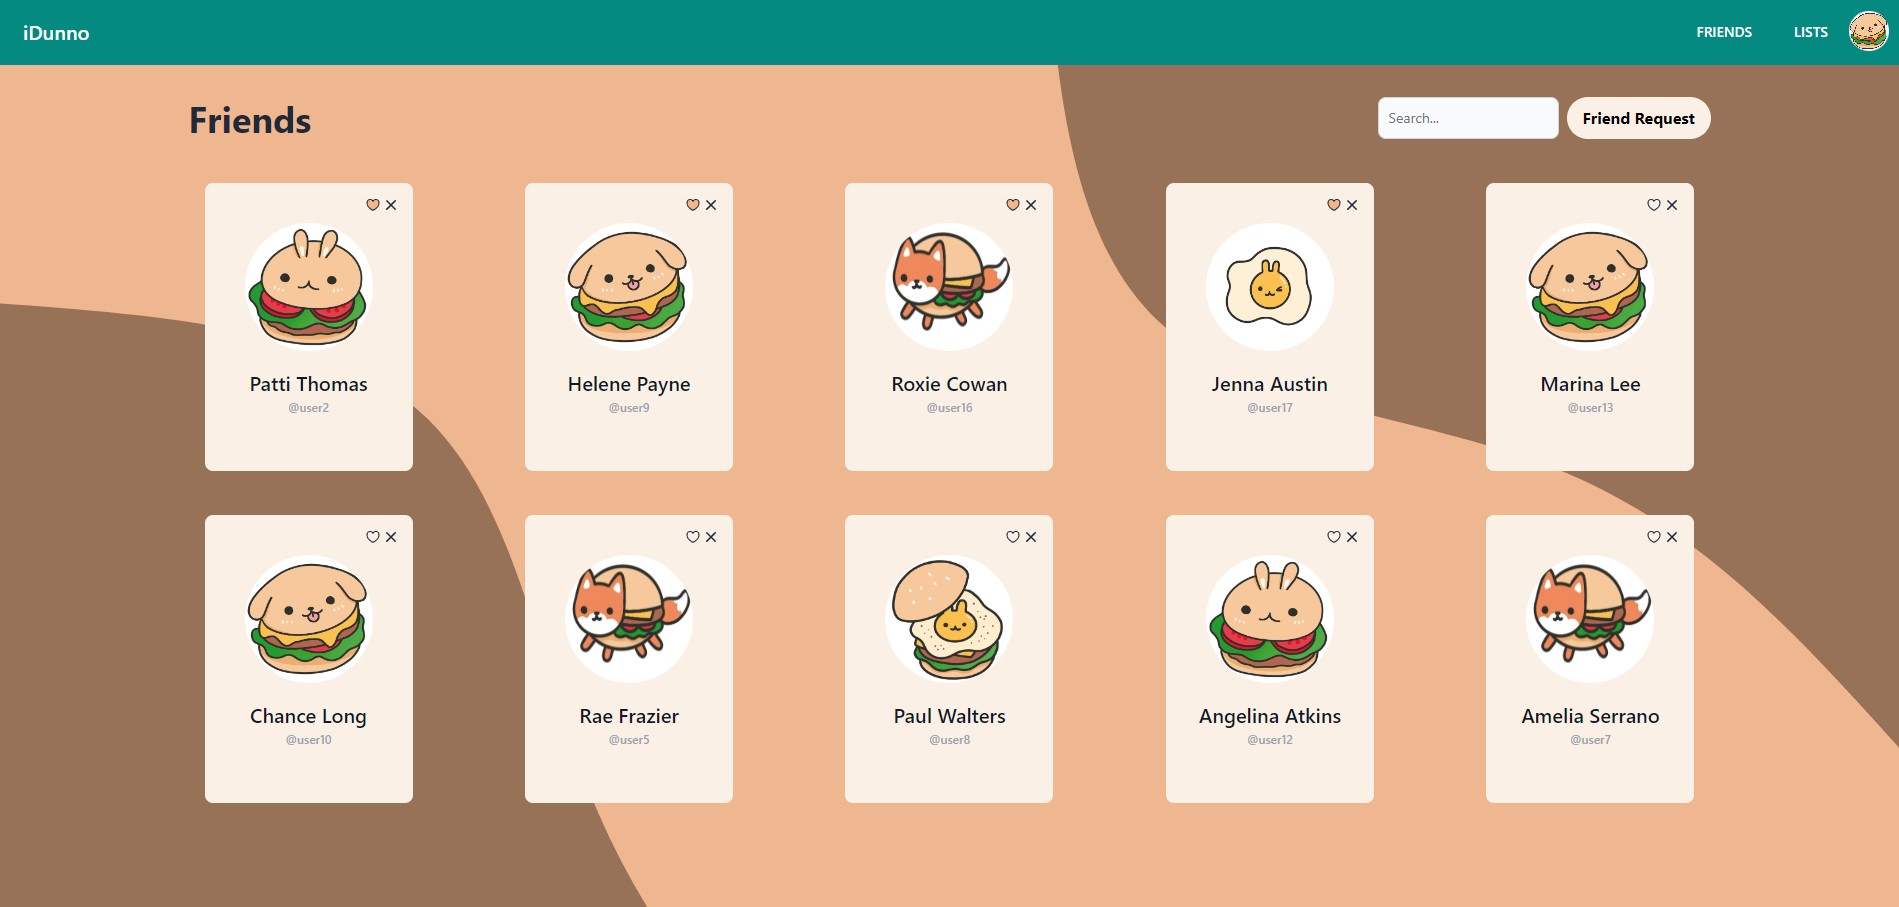 iDunno
FRIENDS
LISTS
Friends
Search...
Friend Request
Patti Thomas
@user2
Helene Payne
@user9
Roxie Cowan
@user16
Jenna Austin
@user17
Marina Lee
@user13
Chance Long
@user10
Rae Frazier
@user5
Paul Walters
@user8
Angelina Atkins
@user12
Amelia Serrano
@user7